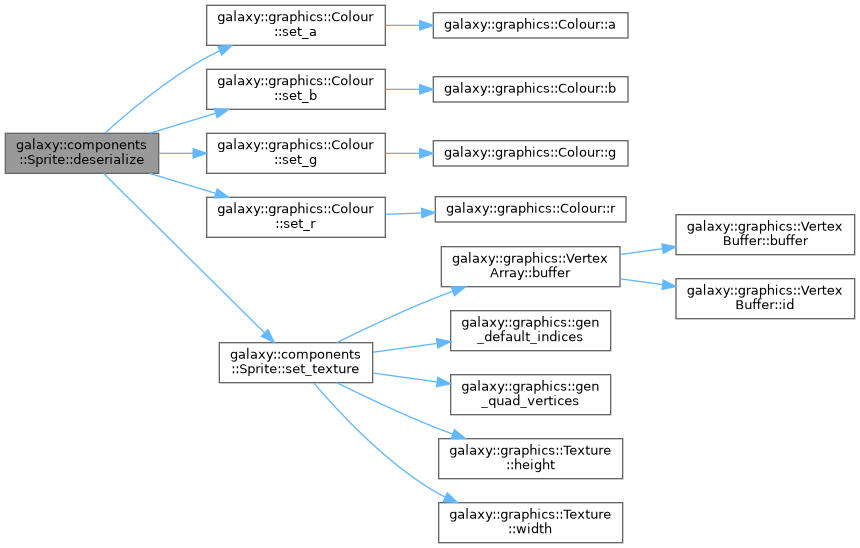 galaxy::graphics::Colour
::set_a
galaxy::graphics::Colour::a
galaxy::graphics::Colour
::set_b
galaxy::graphics::Colour::b
galaxy::components
::Sprite::deserialize
galaxy::graphics::Colour
::set_g
galaxy::graphics::Colour::g
galaxy::graphics::Colour
::set_r
galaxy::graphics::Colour::r
galaxy::graphics::Vertex
Buffer::buffer
galaxy::graphics::Vertex
Array::buffer
galaxy::graphics::Vertex
Buffer::id
galaxy::graphics::gen
_default_indices
galaxy::components
::Sprite::set_texture
galaxy::graphics::gen
_quad_vertices
galaxy::graphics::Texture
::height
galaxy::graphics::Texture
::width